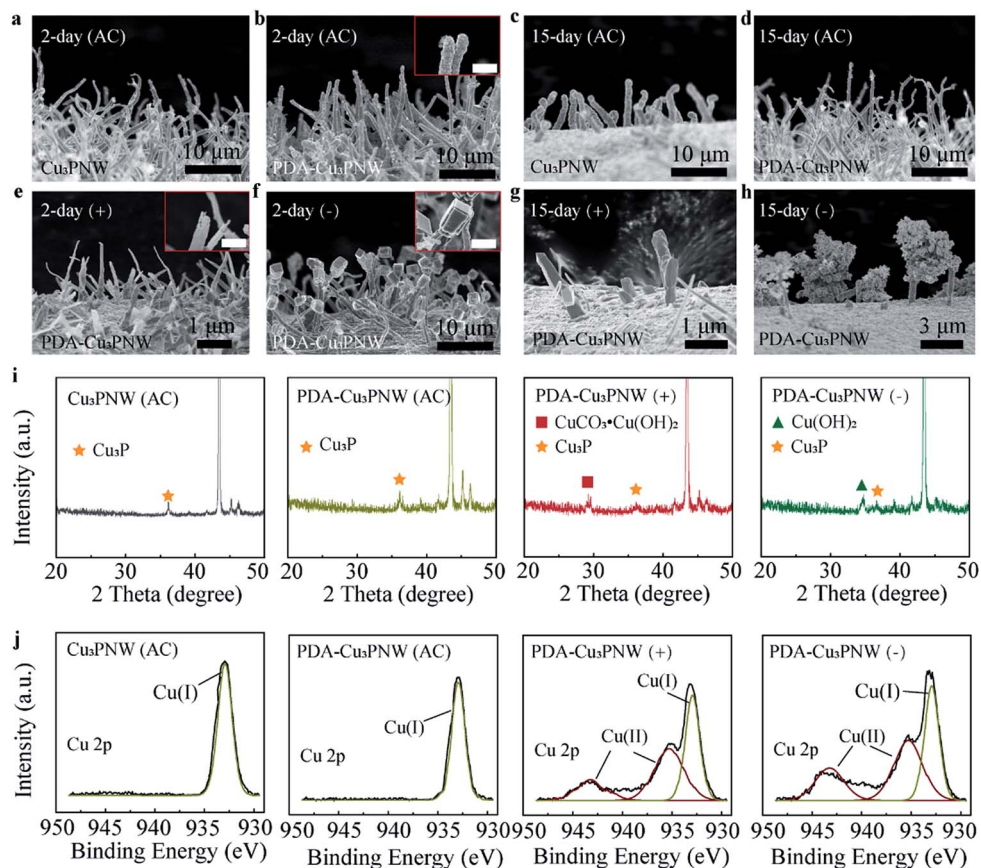 a
2-day (AC)
Cu₃PNW
10 μm
b
2-day (AC)
PDA-Cu₃PNW
10 μm
c
15-day (AC)
Cu₃PNW
10 μm
d
15-day (AC)
PDA-Cu₃PNW
10 μm
e
2-day (+)
PDA-Cu₃PNW
1 μm
f
2-day (-)
PDA-Cu₃PNW
10 μm
g
15-day (+)
PDA-Cu₃PNW
1 μm
h
15-day (-)
PDA-Cu₃PNW
3 μm
i
Intensity (a.u.)
Cu₃PNW (AC)
Cu₃P
20 30 40 50
2 Theta (degree)
PDA-Cu₃PNW (AC)
Cu₃P
20 30 40 50
2 Theta (degree)
PDA-Cu₃PNW (+)
CuCO₃•Cu(OH)₂
Cu₃P
20 30 40 50
2 Theta (degree)
PDA-Cu₃PNW (-)
Cu(OH)₂
Cu₃P
20 30 40 50
2 Theta (degree)
j
Intensity (a.u.)
Cu₃PNW (AC)
Cu(I)
Cu 2p
950 945 940 935 930
Binding Energy (eV)
PDA-Cu₃PNW (AC)
Cu(I)
Cu 2p
950 945 940 935 930
Binding Energy (eV)
PDA-Cu₃PNW (+)
Cu(I)
Cu(II)
Cu 2p
950 945 940 935 930
Binding Energy (eV)
PDA-Cu₃PNW (-)
Cu(I)
Cu(II)
Cu 2p
950 945 940 935 930
Binding Energy (eV)